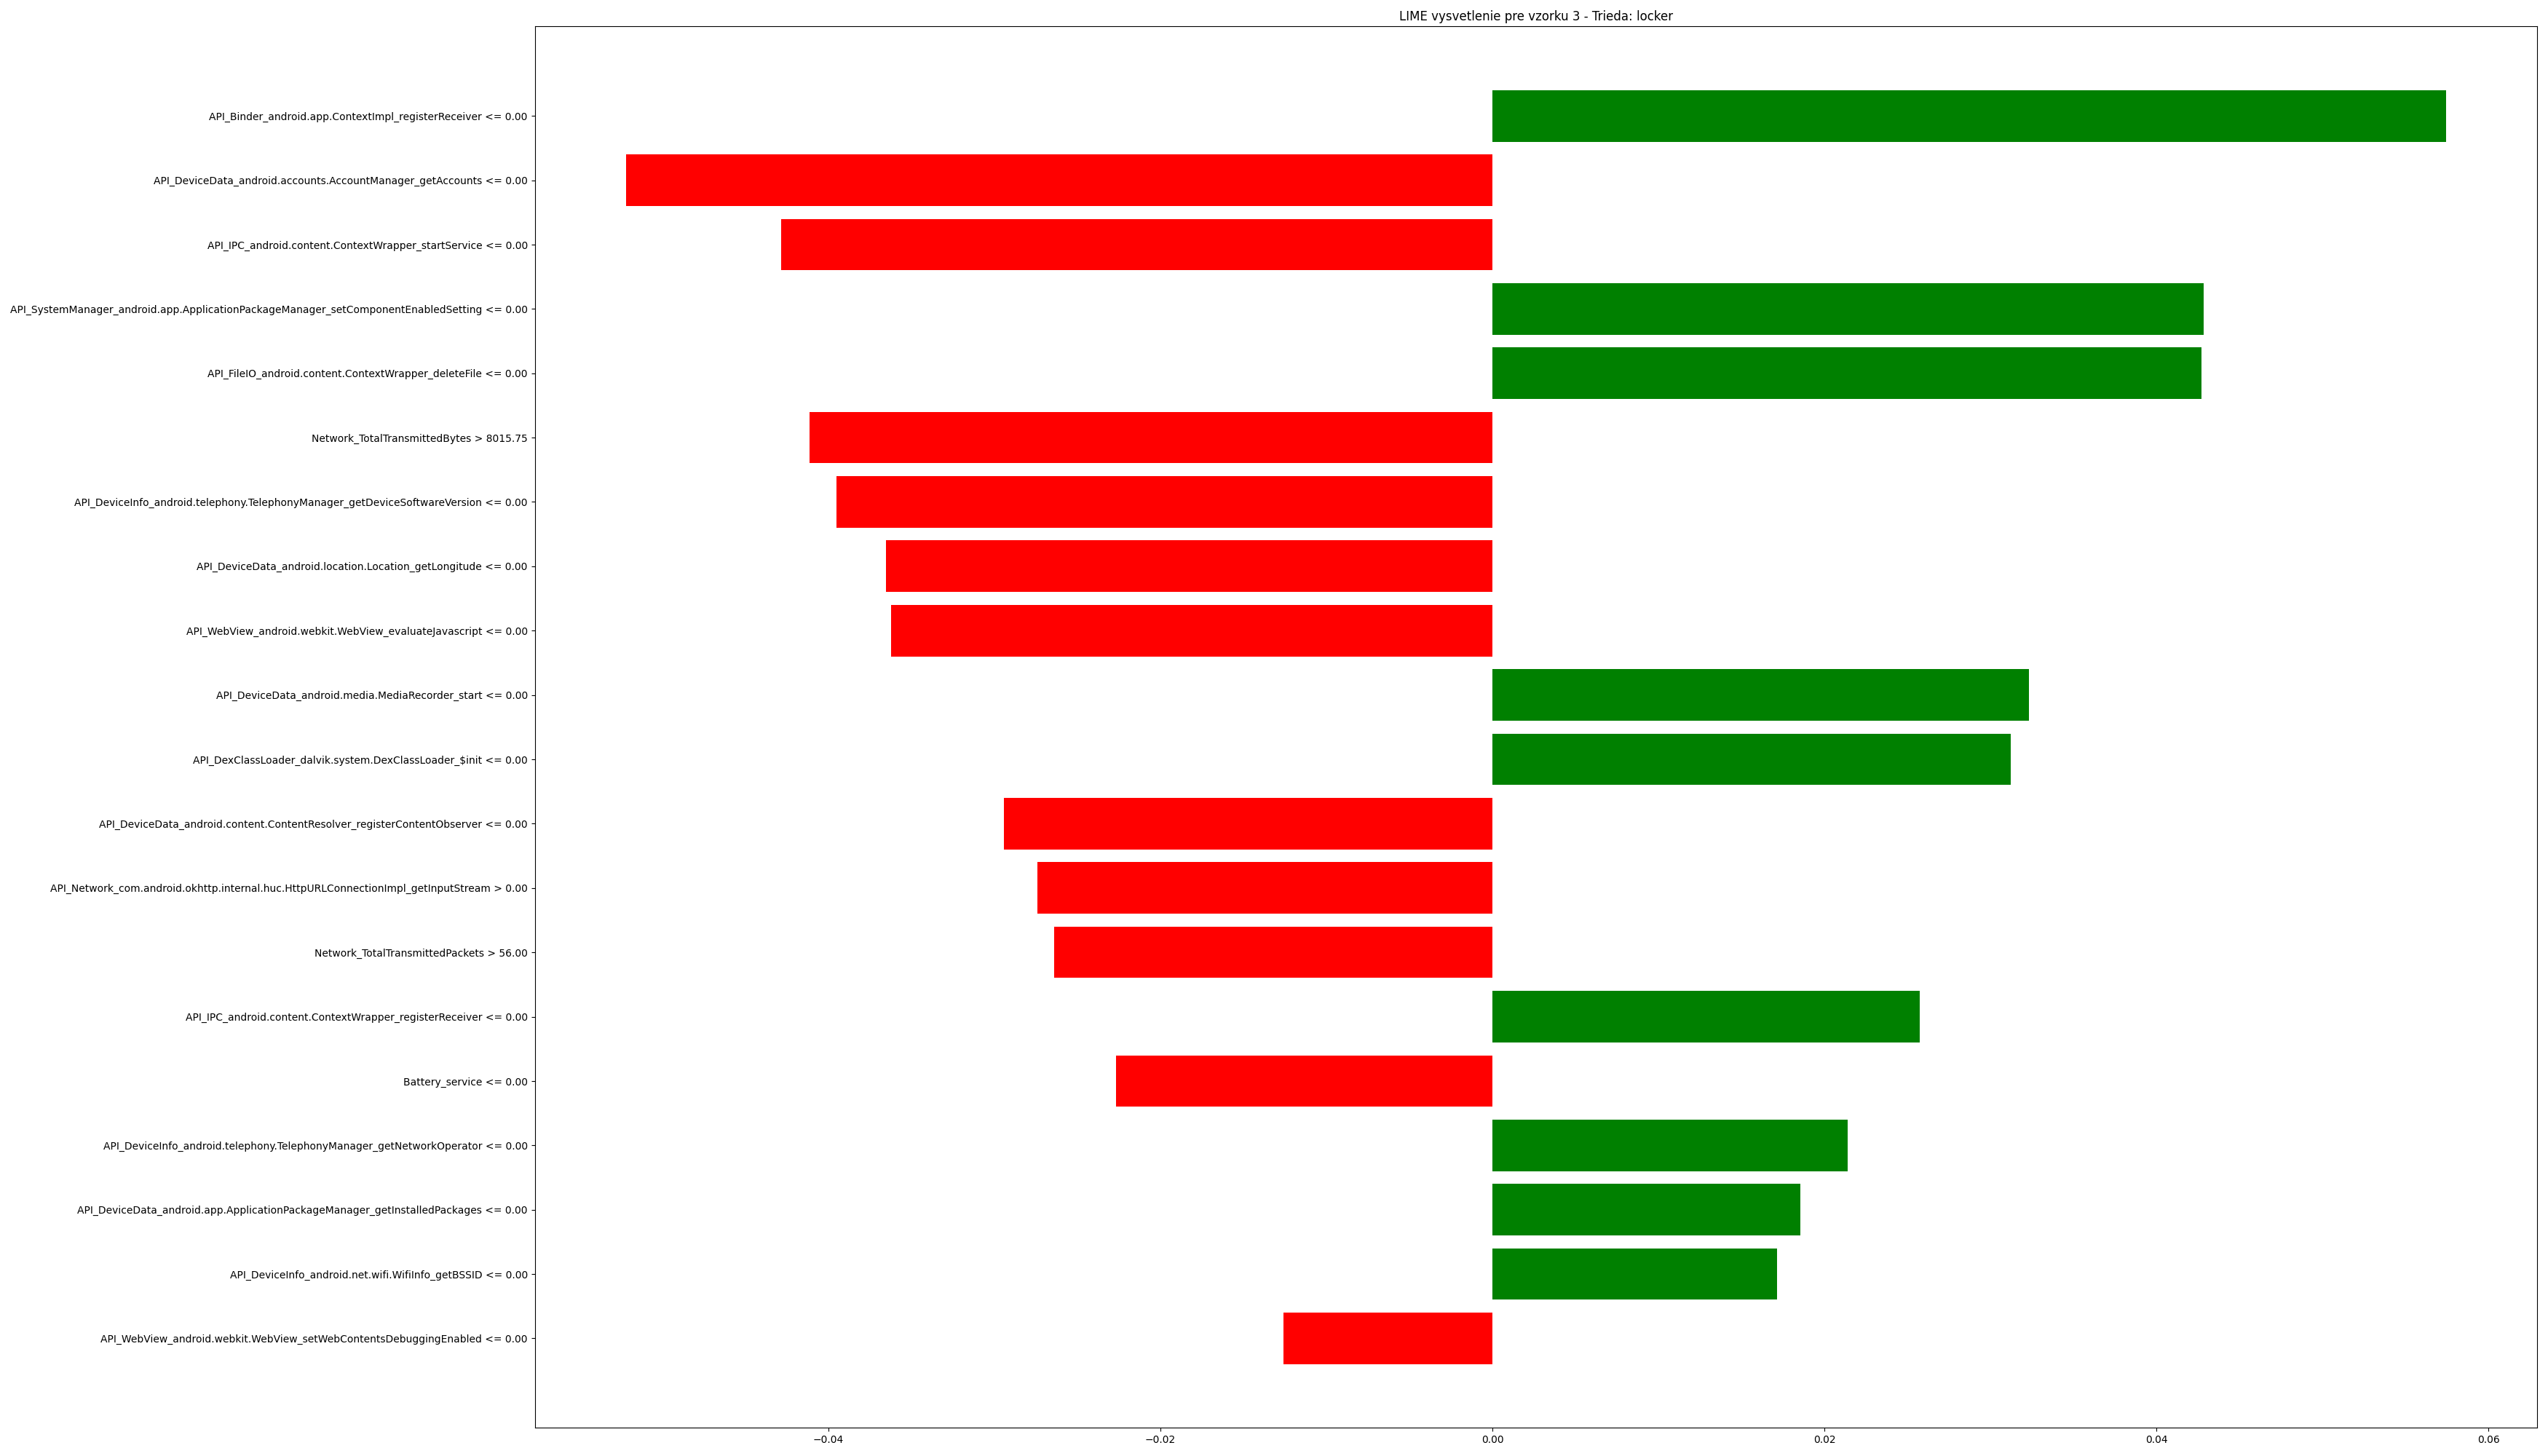 LIME vysvetlenie pre vzorku 3 - Trieda: locker
API_Binder_android.app.ContextImpl_registerReceiver <= 0.00
API_DeviceData_android.accounts.AccountManager_getAccounts <= 0.00
API_IPC_android.content.ContextWrapper_startService <= 0.00
API_SystemManager_android.app.ApplicationPackageManager_setComponentEnabledSetting <= 0.00
API_FileIO_android.content.ContextWrapper_deleteFile <= 0.00
Network_TotalTransmittedBytes > 8015.75
API_DeviceInfo_android.telephony.TelephonyManager_getDeviceSoftwareVersion <= 0.00
API_DeviceData_android.location.Location_getLongitude <= 0.00
API_WebView_android.webkit.WebView_evaluateJavascript <= 0.00
API_DeviceData_android.media.MediaRecorder_start <= 0.00
API_DexClassLoader_dalvik.system.DexClassLoader_$init <= 0.00
API_DeviceData_android.content.ContentResolver_registerContentObserver <= 0.00
API_Network_com.android.okhttp.internal.huc.HttpURLConnectionImpl_getInputStream > 0.00
Network_TotalTransmittedPackets > 56.00
API_IPC_android.content.ContextWrapper_registerReceiver <= 0.00
Battery_service <= 0.00
API_DeviceInfo_android.telephony.TelephonyManager_getNetworkOperator <= 0.00
API_DeviceData_android.app.ApplicationPackageManager_getInstalledPackages <= 0.00
API_DeviceInfo_android.net.wifi.WifiInfo_getBSSID <= 0.00
API_WebView_android.webkit.WebView_setWebContentsDebuggingEnabled <= 0.00
−0.04 −0.02 0.00 0.02 0.04 0.06